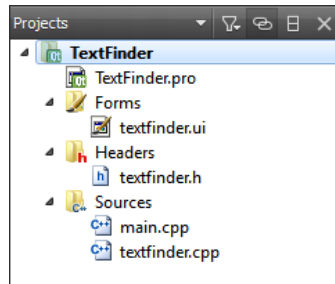 Projects
TextFinder
TextFinder.pro
Forms
textfinder.ui
Headers
textfinder.h
Sources
main.cpp
textfinder.cpp